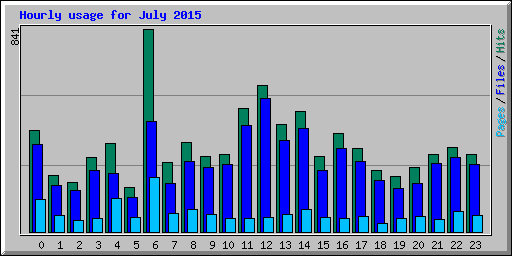 Hourly usage for July 2015
841
Pages / Files / Hits
0 1 2 3 4 5 6 7 8 9 10 11 12 13 14 15 16 17 18 19 20 21 22 23